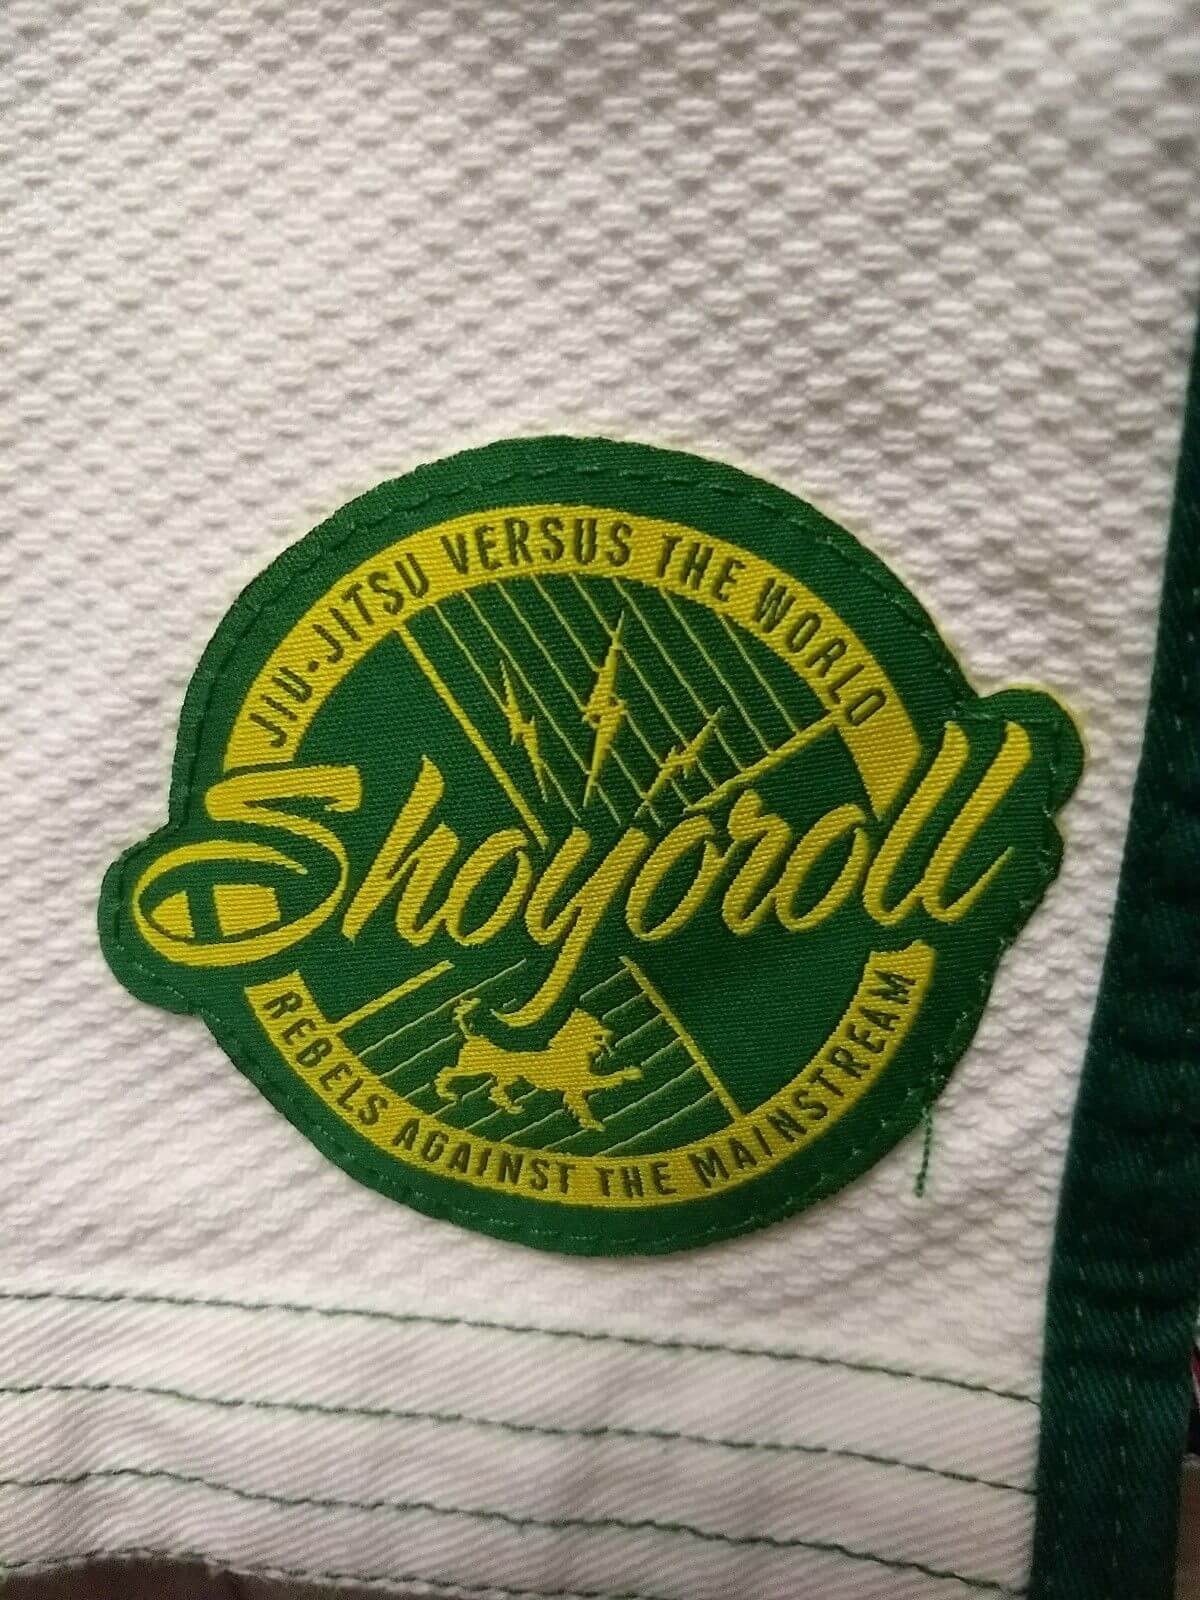 JIU-JITSU VERSUS THE WORLD
Shoyoroll
REBELS AGAINST THE MAINSTREAM